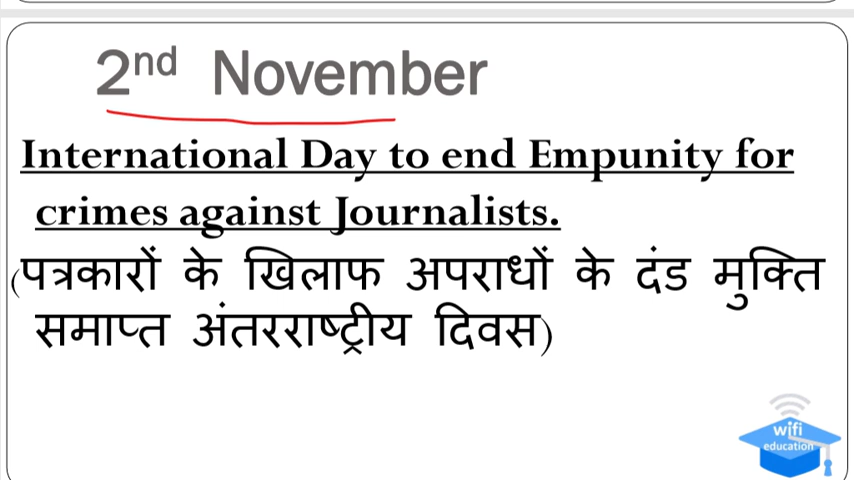 2nd November
International Day to end Empunity for
crimes against Journalists.
(पत्रकारों के खिलाफ अपराधों के दंड मुक्ति
समाप्त अंतरराष्ट्रीय दिवस)
wifi
education